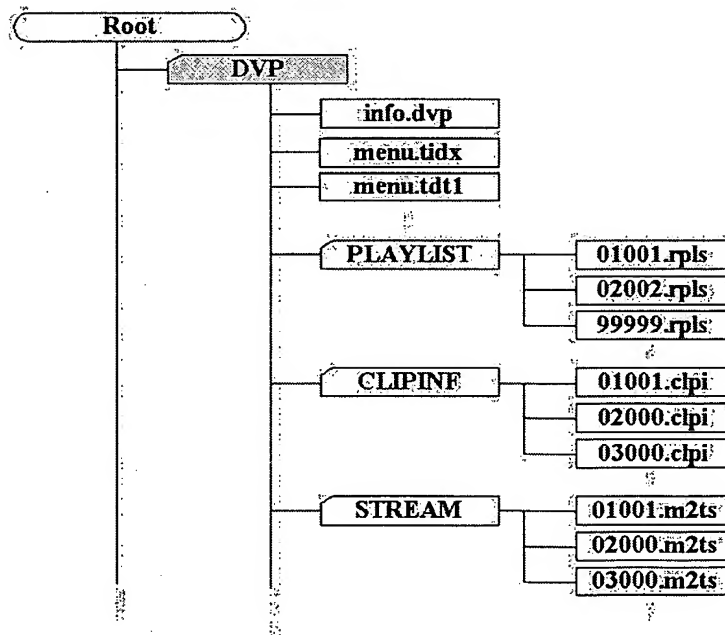 Root
DVP
info.dvp
menu.tidx
menu.tdt1
PLAYLIST
01001.rpls
02002.rpls
99999.rpls
CLIPINF
01001.clpi
02000.clpi
03000.clpi
STREAM
01001.m2ts
02000.m2ts
03000.m2ts